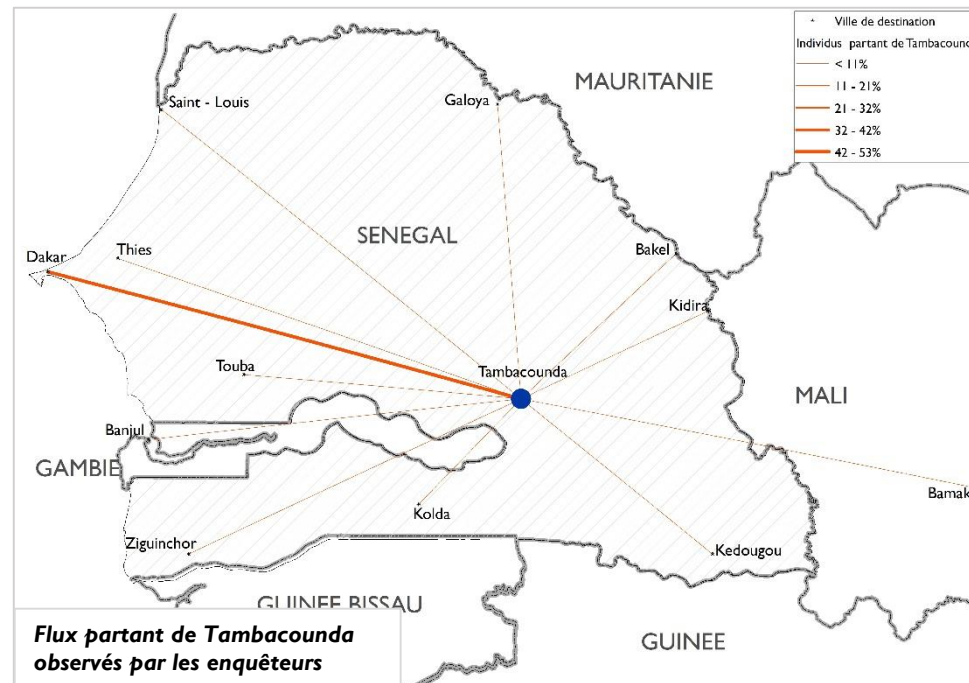 Ville de destination
Individus partant de Tambacound
< 11%
11 - 21%
21 - 32%
32 - 42%
42 - 53%
MAURITANIE
Saint - Louis
Galoya
SENEGAL
Bakel
Thies
Dakar
Kidira
Touba
Tambacounda
MALI
Banjul
GAMBIE
Bamak
Kolda
Ziguinchor
Kedougou
GUINEE BISSAU
GUINEE
Flux partant de Tambacounda
observés par les enquêteurs